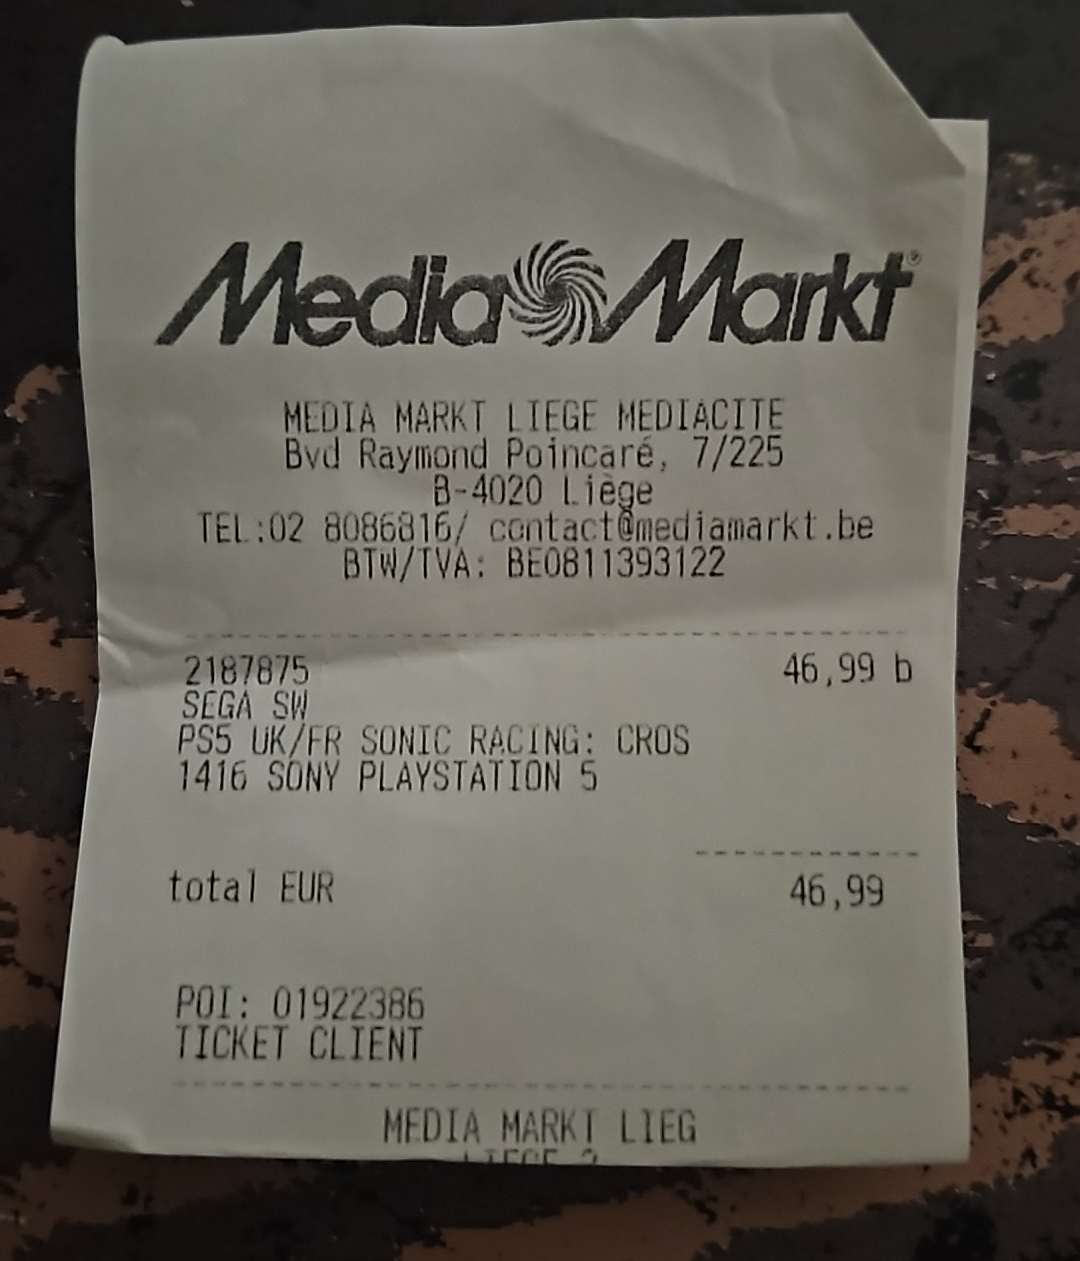 Media Markt®
MEDIA MARKT LIEGE MEDIACITE
Bvd Raymond Poincaré, 7/225
B-4020 Liège
TEL:02 8086816/ contact@mediamarkt.be
BTW/TVA: BE0811393122
2187875 46,99 b
SEGA SW
PS5 UK/FR SONIC RACING: CROS
1416 SONY PLAYSTATION 5
total EUR 46,99
POI: 01922386
TICKET CLIENT
MEDIA MARKT LIEG